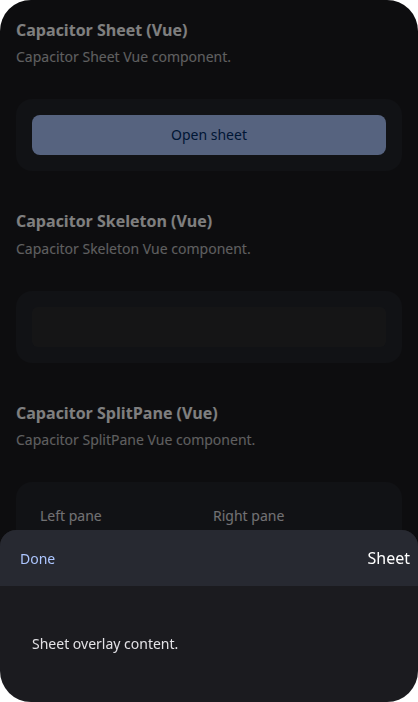 Capacitor Sheet (Vue)
Capacitor Sheet Vue component.
Open sheet
Capacitor Skeleton (Vue)
Capacitor Skeleton Vue component.
Capacitor SplitPane (Vue)
Capacitor SplitPane Vue component.
Left pane Right pane
Done Sheet
Sheet overlay content.